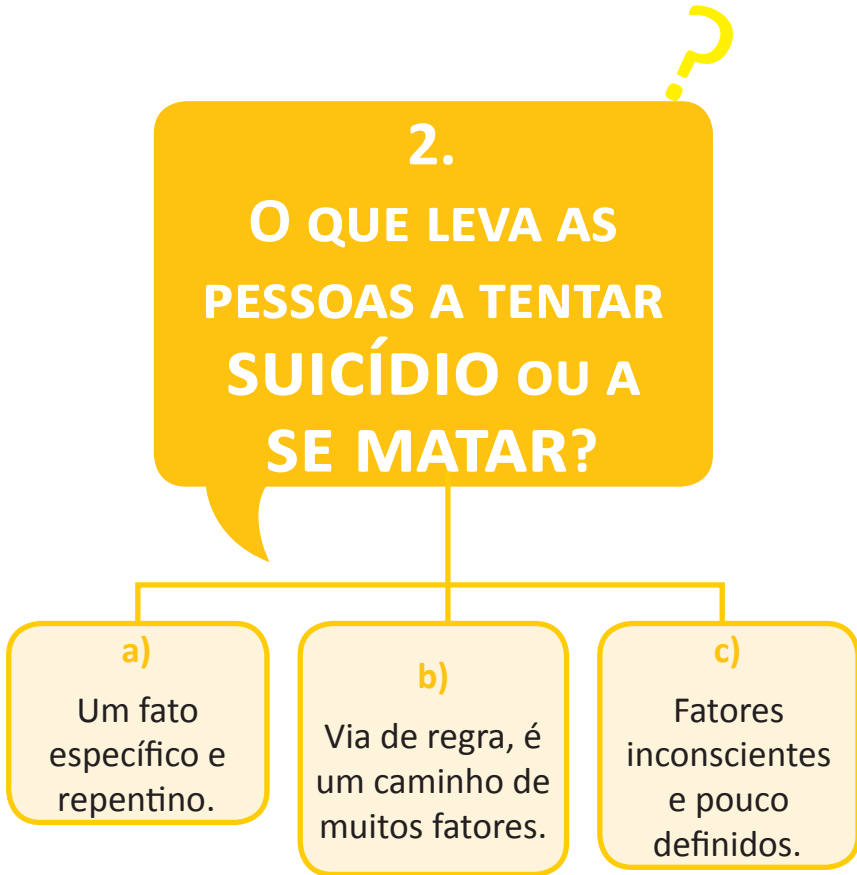 ?
2.
O QUE LEVA AS
PESSOAS A TENTAR
SUICÍDIO OU A
SE MATAR?
a)
Um fato
específico e
repentino.
b)
Via de regra, é
um caminho de
muitos fatores.
c)
Fatores
inconscientes
e pouco
definidos.